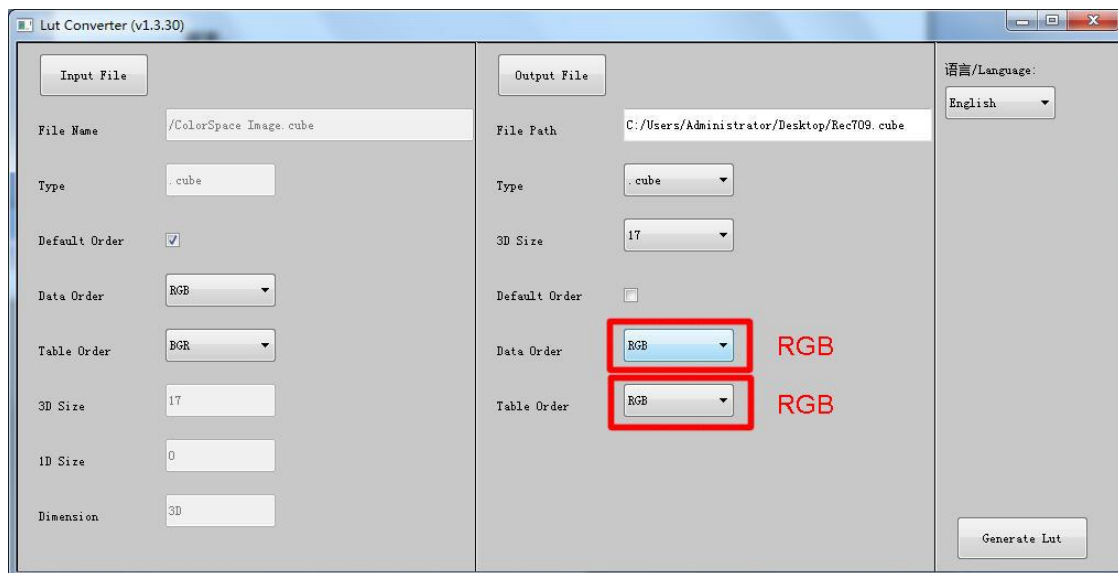 Lut Converter (v1.3.30)
Input File
File Name
/ColorSpace Image.cube
Type
.cube
Default Order
Data Order
RGB
Table Order
BGR
3D Size
17
1D Size
0
Dimension
3D
Output File
File Path
C:/Users/Administrator/Desktop/Rec709.cube
Type
.cube
3D Size
17
Default Order
Data Order
RGB
RGB
Table Order
RGB
RGB
语言/Language:
English
Generate Lut